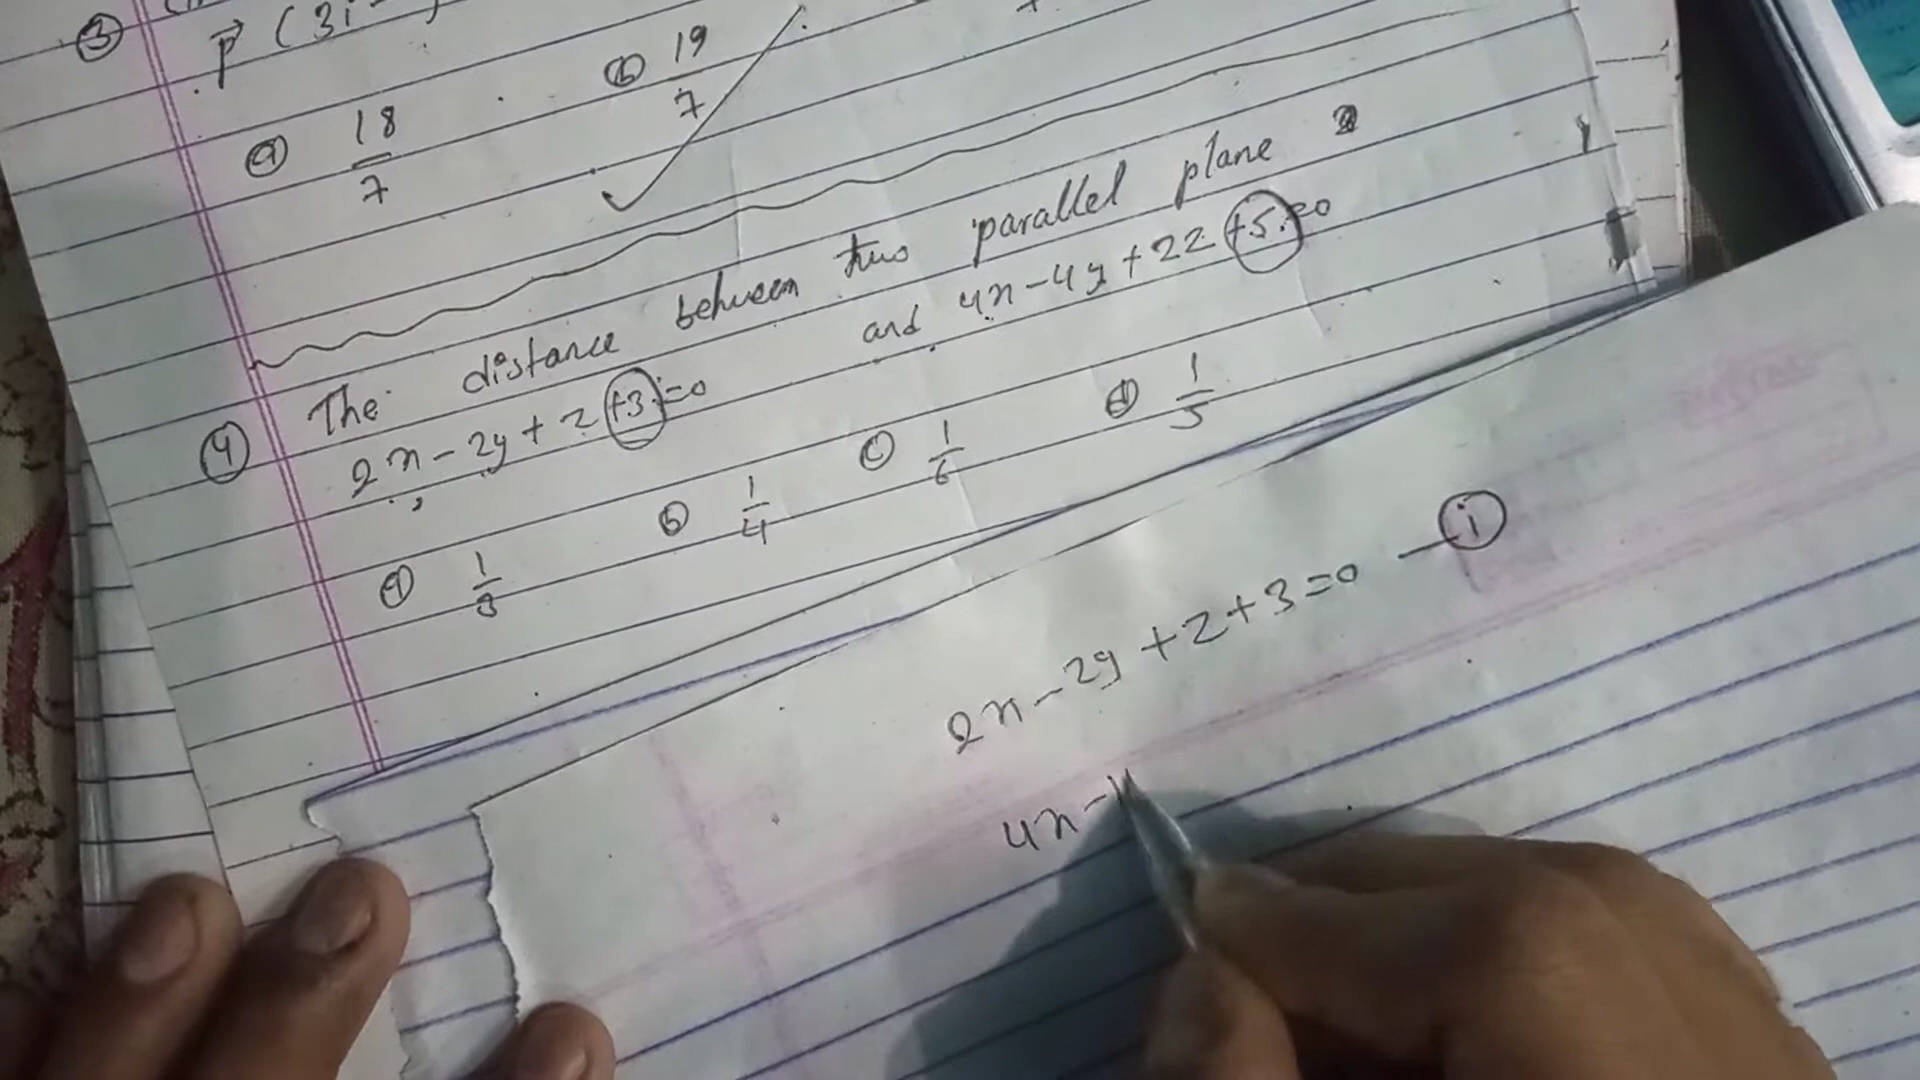 ③ p⃗ (3i -
ⓐ 18/7 ⓑ 19/7
④ The distance between two parallel plane
2x - 2y + z + 3 = 0 and 4x - 4y + 2z + 5 = 0
ⓐ 1/3 ⓑ 1/4 ⓒ 1/6 ⓓ 1/5
2x - 2y + z + 3 = 0 — ⓘ
4x -